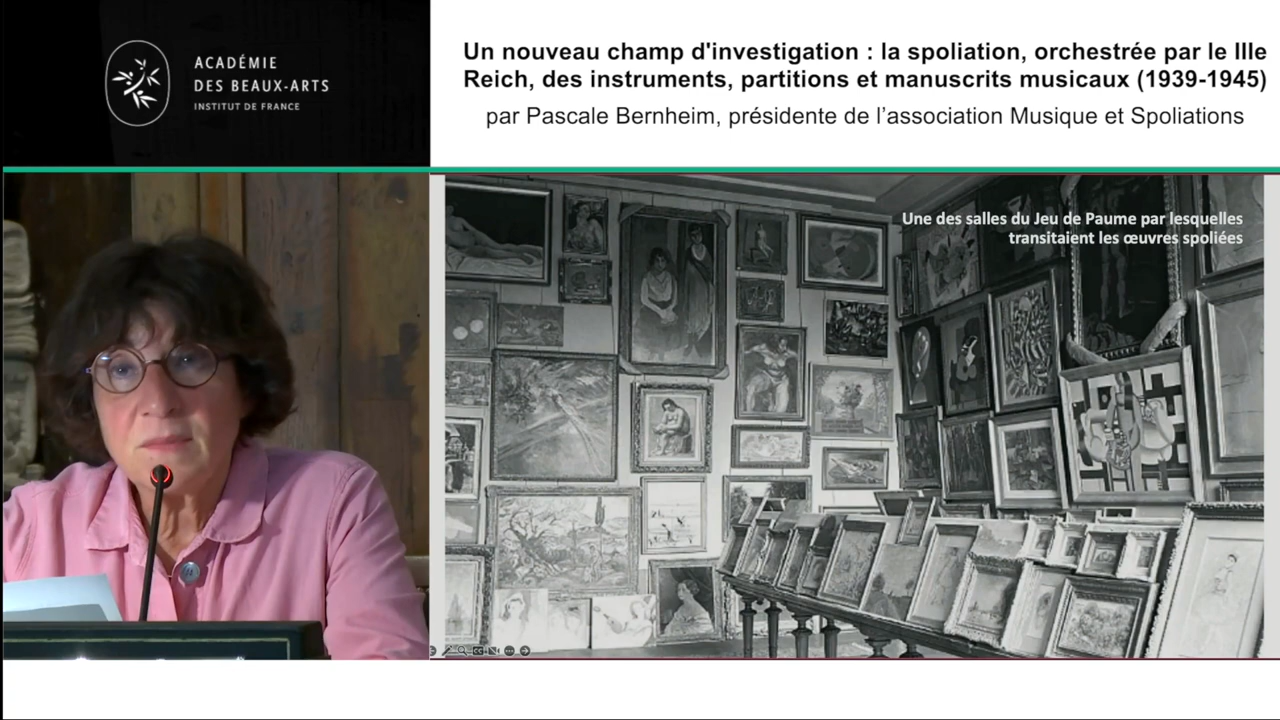 ACADÉMIE
DES BEAUX-ARTS
INSTITUT DE FRANCE
Un nouveau champ d'investigation : la spoliation, orchestrée par le IIIe
Reich, des instruments, partitions et manuscrits musicaux (1939-1945)
par Pascale Bernheim, présidente de l’association Musique et Spoliations
Une des salles du Jeu de Paume par lesquelles
transitaient les œuvres spoliées